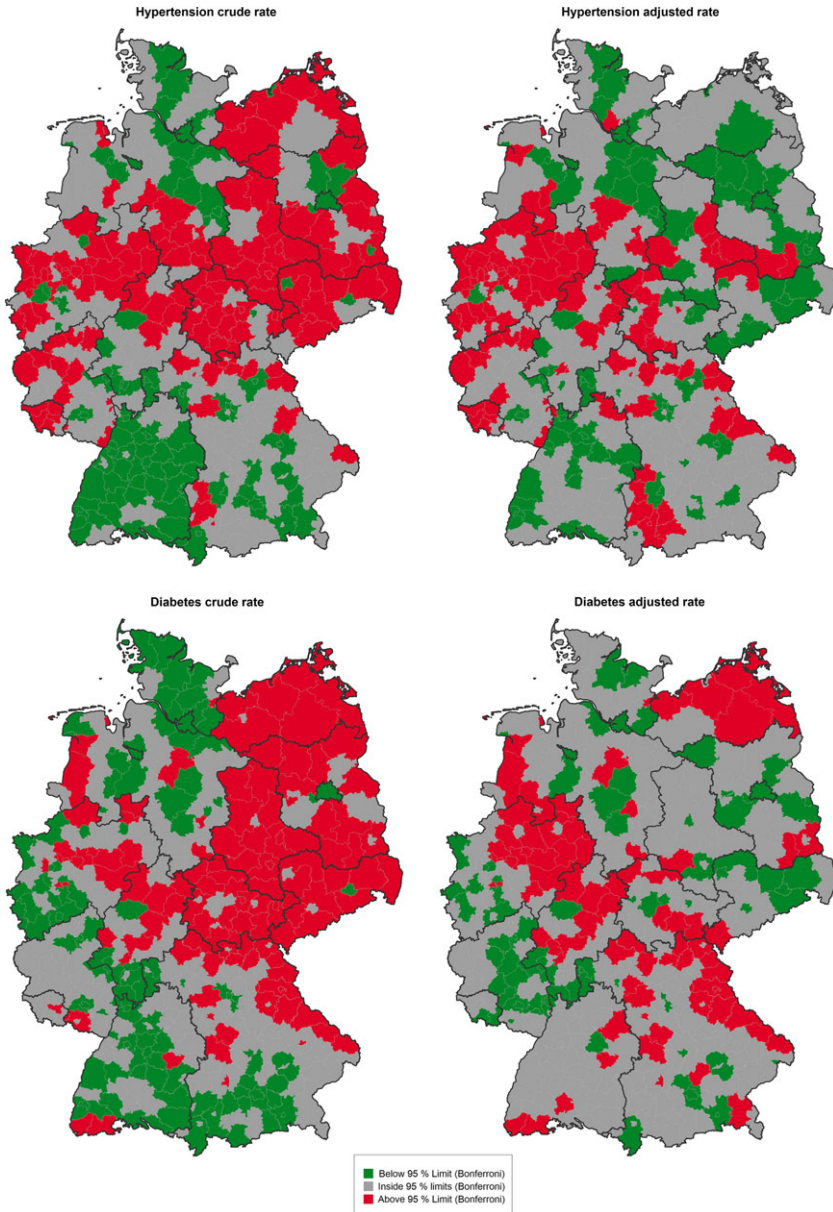 Hypertension crude rate
Hypertension adjusted rate
Diabetes crude rate
Diabetes adjusted rate
Below 95 % Limit (Bonferroni)
Inside 95 % limits (Bonferroni)
Above 95 % Limit (Bonferroni)